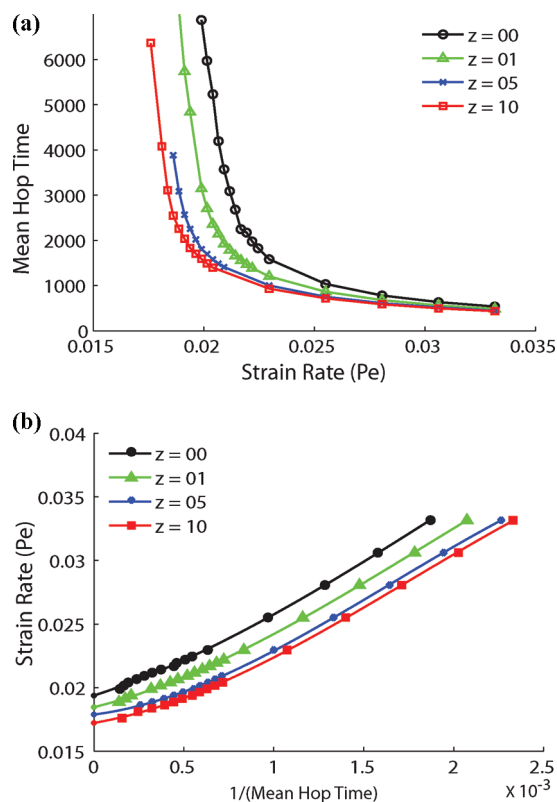 (a)
6000
5000
4000
3000
2000
1000
0
Mean Hop Time
z = 00
z = 01
z = 05
z = 10
0.015
0.02
0.025
0.03
0.035
Strain Rate (Pe)
(b)
0.04
0.035
0.03
0.025
0.02
0.015
Strain Rate (Pe)
z = 00
z = 01
z = 05
z = 10
0
0.5
1
1.5
2
2.5
x 10⁻³
1/(Mean Hop Time)